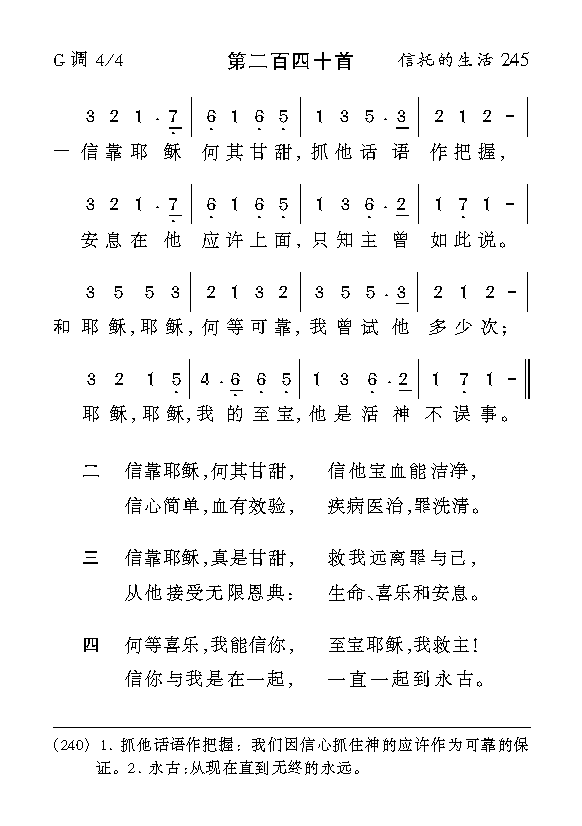 G 调 4/4 第二百四十首 信托的生活 245
3 2 1 . 7 | 6 1 6 5 | 1 3 5 . 3 | 2 1 2 - |
一 信 靠 耶 稣 何 其 甘 甜, 抓 他 话 语 作 把 握,
3 2 1 . 7 | 6 1 6 5 | 1 3 6 . 2 | 1 7 1 - |
安 息 在 他 应 许 上 面, 只 知 主 曾 如 此 说。
3 5 5 3 | 2 1 3 2 | 3 5 5 . 3 | 2 1 2 - |
和 耶 稣, 耶 稣, 何 等 可 靠, 我 曾 试 他 多 少 次;
3 2 1 5 | 4 . 6 6 5 | 1 3 6 . 2 | 1 7 1 - ||
耶 稣, 耶 稣, 我 的 至 宝, 他 是 活 神 不 误 事。
二 信靠耶稣,何其甘甜, 信他宝血能洁净,
信心简单,血有效验, 疾病医治,罪洗清。
三 信靠耶稣,真是甘甜, 救我远离罪与己,
从他接受无限恩典: 生命、喜乐和安息。
四 何等喜乐,我能信你, 至宝耶稣,我救主!
信你与我是在一起, 一直一起到永古。
(240) 1. 抓他话语作把握: 我们因信心抓住神的应许作为可靠的保
证。2. 永古:从现在直到无终的永远。